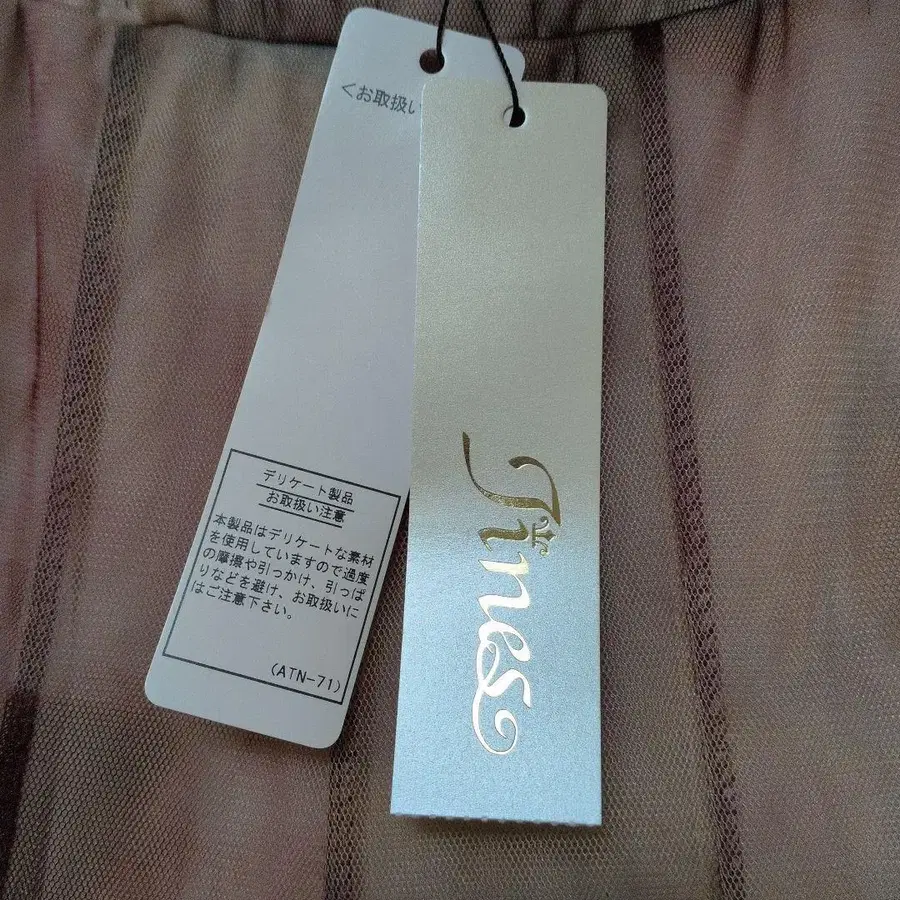 ＜お取扱い
デリケート製品
お取扱い注意
本製品はデリケートな素材
を使用していますので過度
の摩擦や引っかけ、引っぱ
りなどを避け、お取扱いに
はご注意下さい。
(ATN-71)
Tines